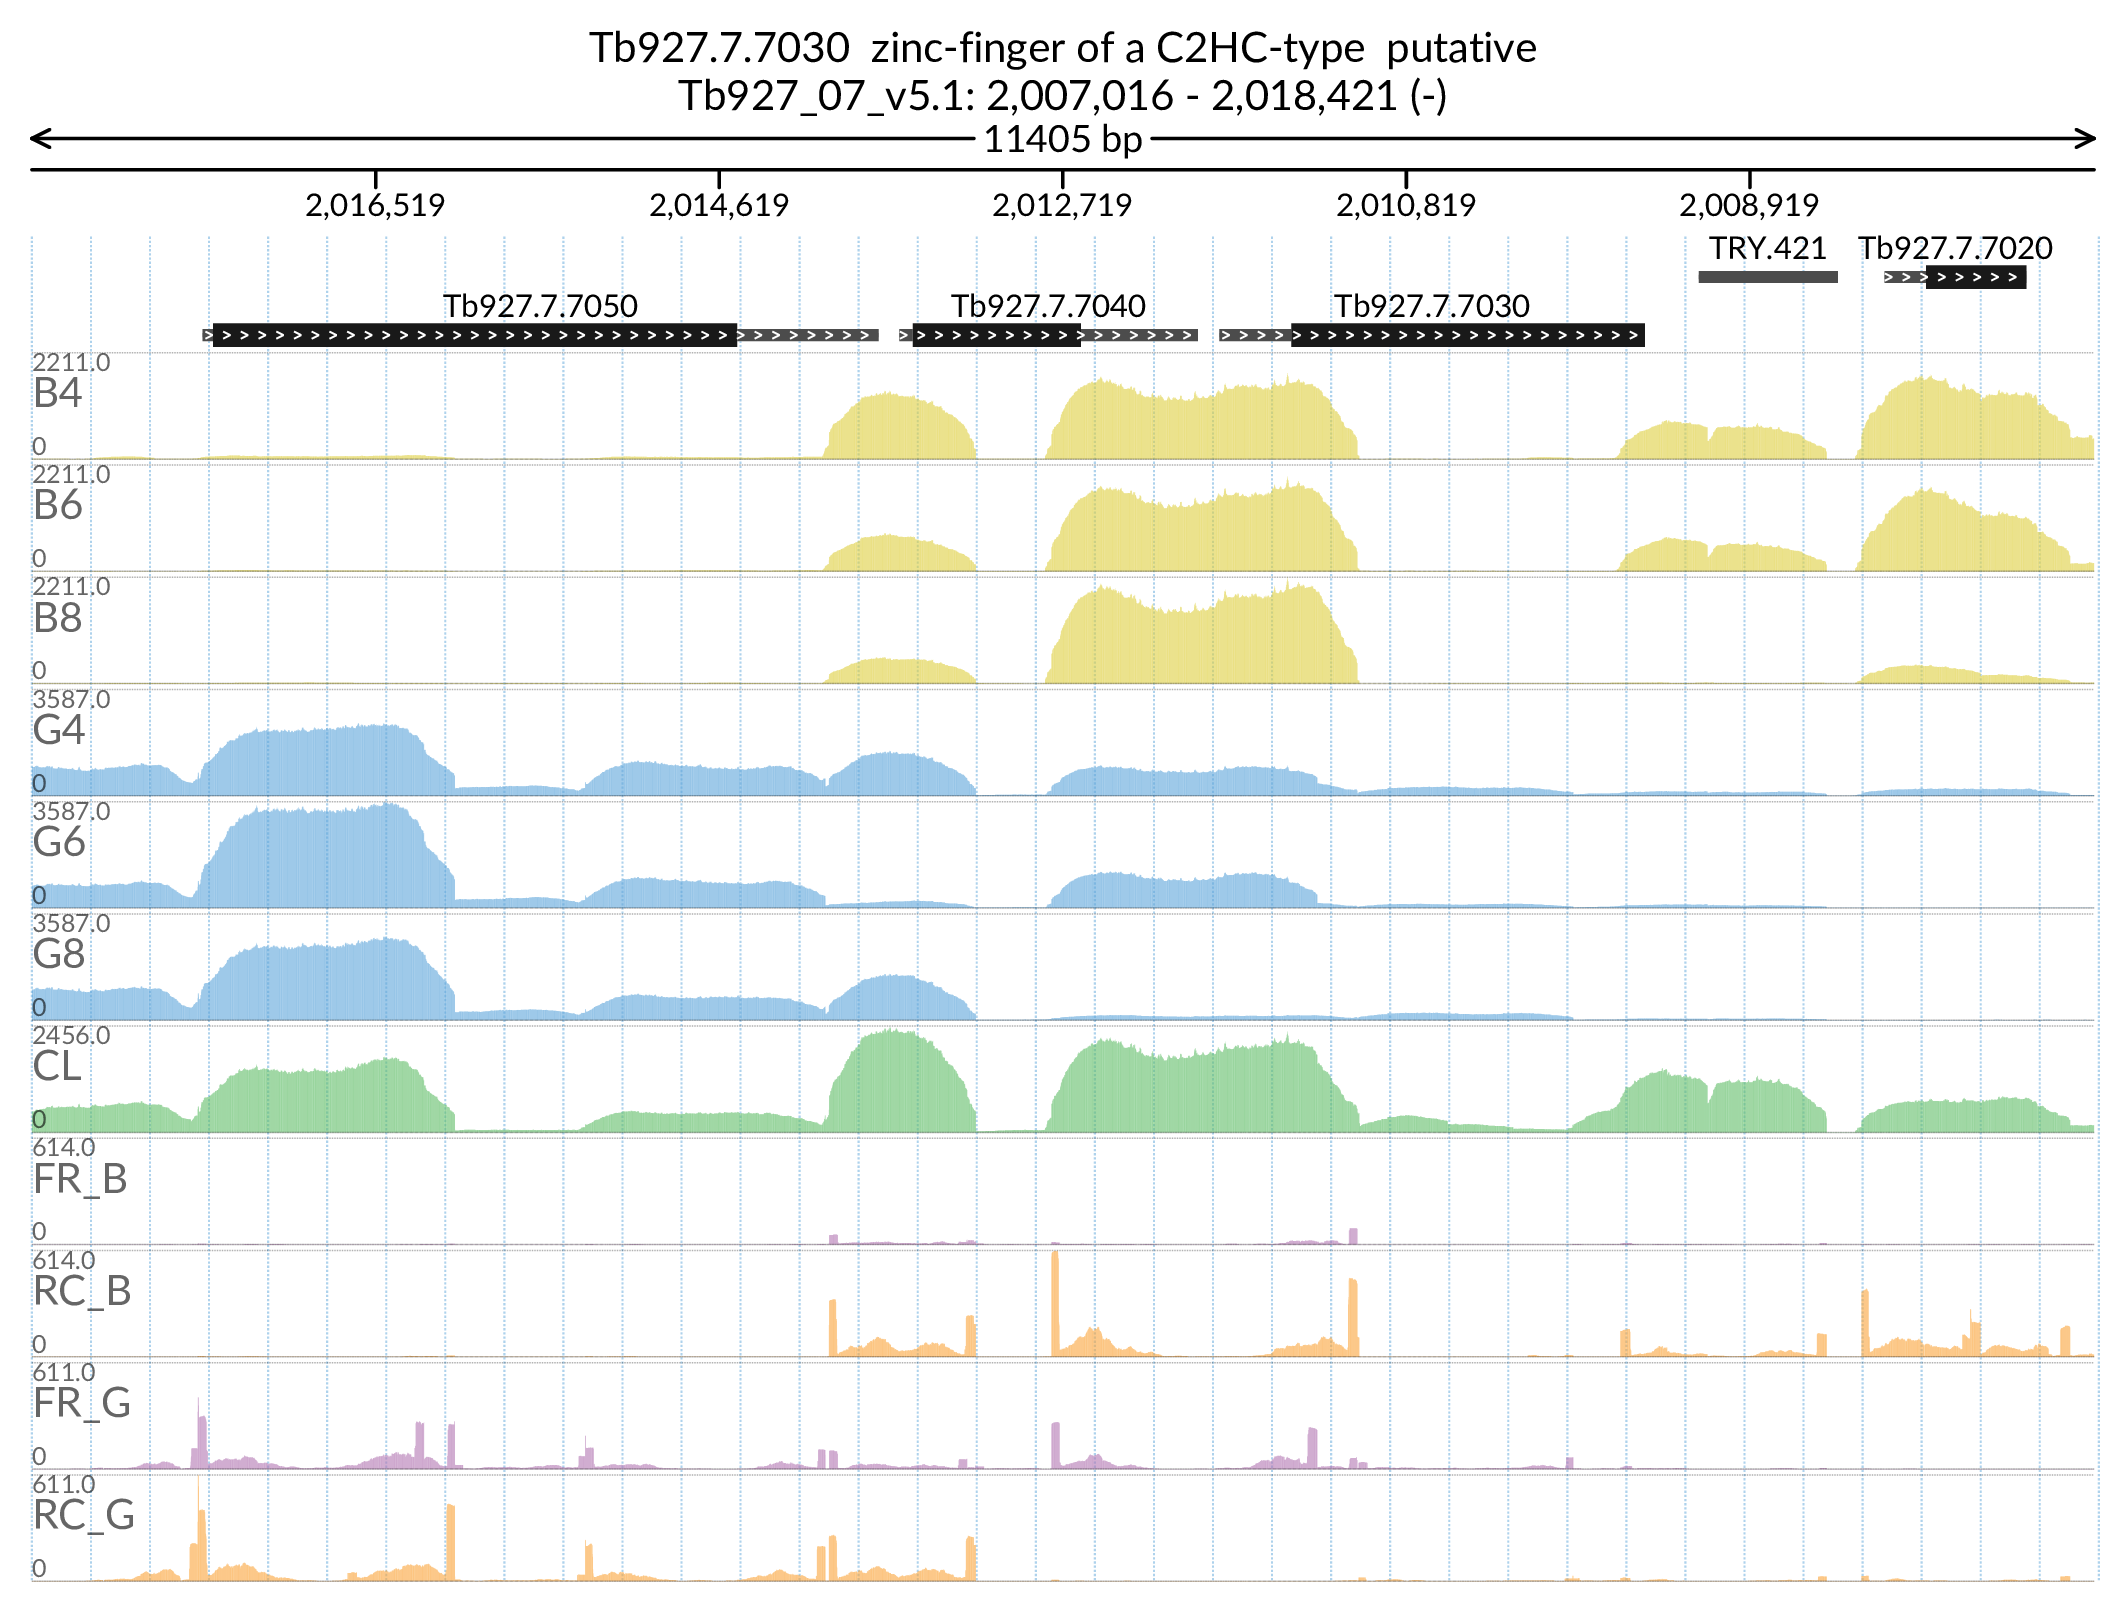 Tb927.7.7030  zinc-finger of a C2HC-type  putative
Tb927_07_v5.1: 2,007,016 - 2,018,421 (-)
11405 bp
2,016,519 2,014,619 2,012,719 2,010,819 2,008,919
TRY.421 Tb927.7.7020
Tb927.7.7050 Tb927.7.7040 Tb927.7.7030
2211.0
B4
0
2211.0
B6
0
2211.0
B8
0
3587.0
G4
0
3587.0
G6
0
3587.0
G8
0
2456.0
CL
0
614.0
FR_B
0
614.0
RC_B
0
611.0
FR_G
0
611.0
RC_G
0